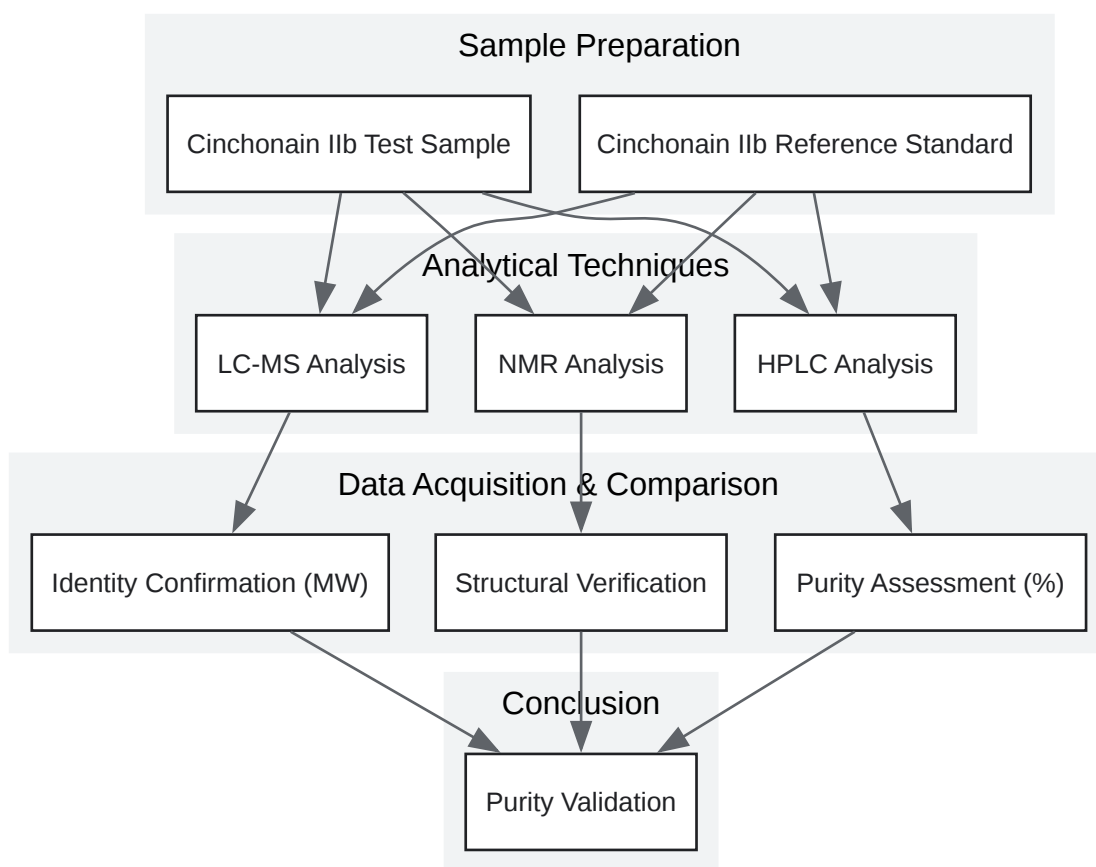 Sample Preparation
Cinchonain IIb Test Sample
Cinchonain IIb Reference Standard
Analytical Techniques
LC-MS Analysis
NMR Analysis
HPLC Analysis
Data Acquisition & Comparison
Identity Confirmation (MW)
Structural Verification
Purity Assessment (%)
Conclusion
Purity Validation